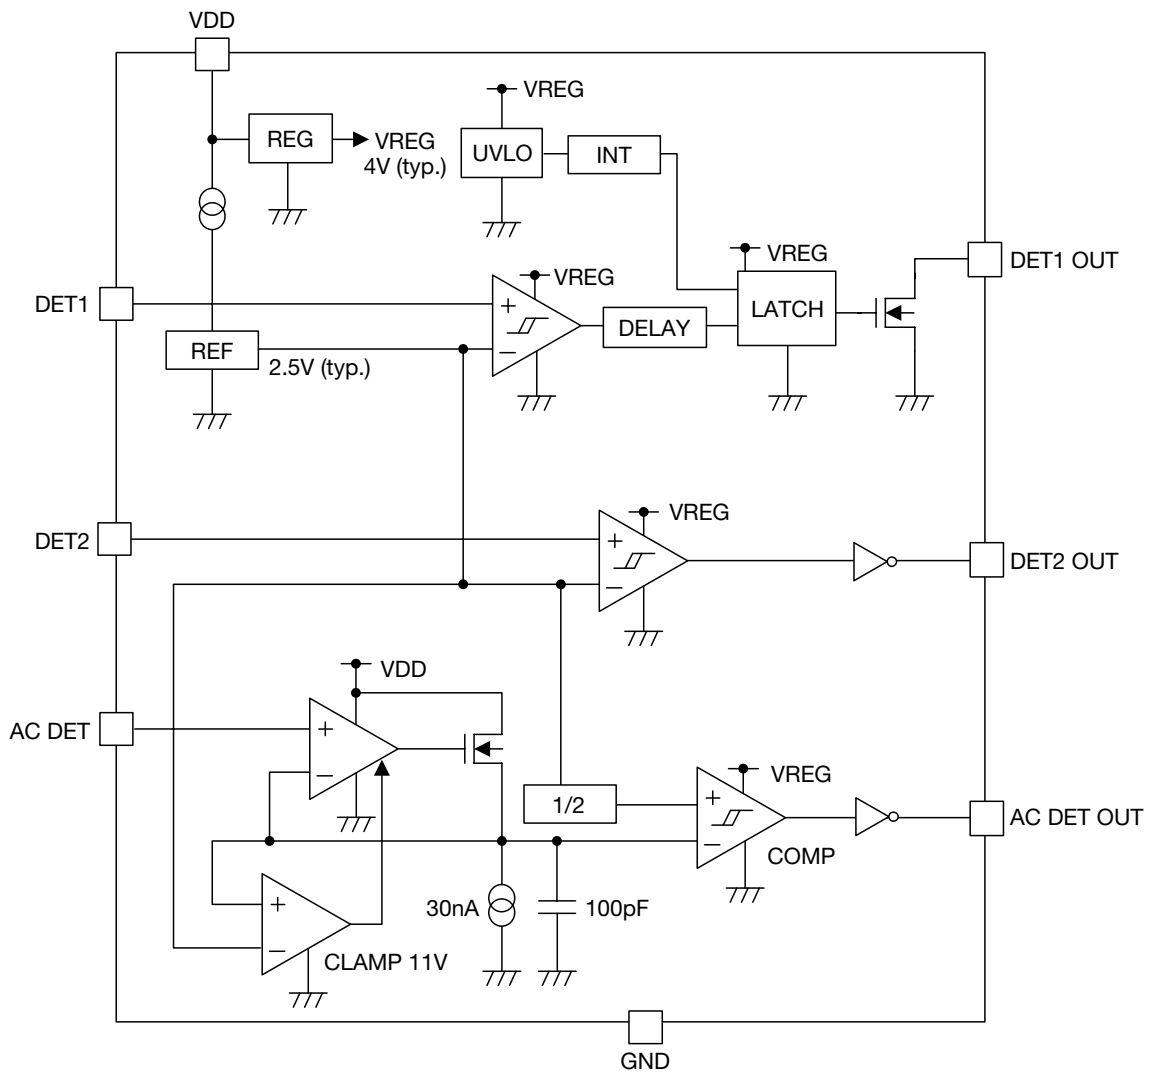 VDD
VREG
REG
VREG
4V (typ.)
UVLO
INT
VREG
DET1 OUT
VREG
DET1
+
LATCH
DELAY
REF
−
2.5V (typ.)
VREG
DET2
+
DET2 OUT
−
VDD
AC DET
+
−
VREG
1/2
+
AC DET OUT
−
COMP
+
30nA
100pF
−
CLAMP 11V
GND